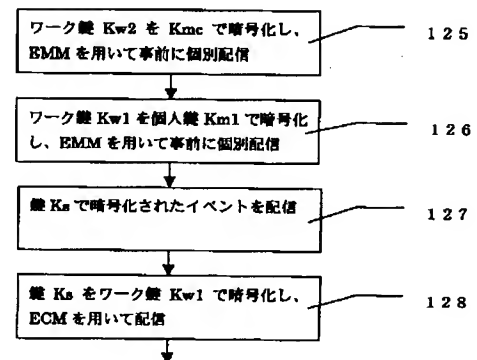 ワーク鍵 Kw2 を Kmc で暗号化し、
EMM を用いて事前に個別配信
125
ワーク鍵 Kw1 を個人鍵 Km1 で暗号化
し、EMM を用いて事前に個別配信
126
鍵 Ks で暗号化されたイベントを配信
127
鍵 Ks をワーク鍵 Kw1 で暗号化し、
ECM を用いて配信
128